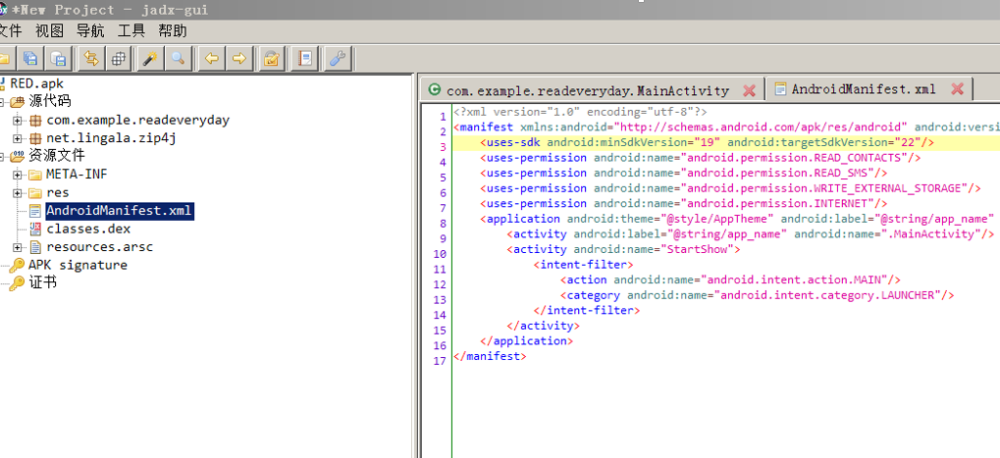 *New Project - jadx-gui
文件 视图 导航 工具 帮助
RED.apk
源代码
com.example.readeveryday
net.lingala.zip4j
资源文件
META-INF
res
AndroidManifest.xml
classes.dex
resources.arsc
APK signature
证书
com.example.readeveryday.MainActivity
AndroidManifest.xml
1 <?xml version="1.0" encoding="utf-8"?>
2 <manifest xmlns:android="http://schemas.android.com/apk/res/android" android:versi
3 <uses-sdk android:minSdkVersion="19" android:targetSdkVersion="22"/>
4 <uses-permission android:name="android.permission.READ_CONTACTS"/>
5 <uses-permission android:name="android.permission.READ_SMS"/>
6 <uses-permission android:name="android.permission.WRITE_EXTERNAL_STORAGE"/>
7 <uses-permission android:name="android.permission.INTERNET"/>
8 <application android:theme="@style/AppTheme" android:label="@string/app_name"
9 <activity android:label="@string/app_name" android:name=".MainActivity"/>
10 <activity android:name="StartShow">
11 <intent-filter>
12 <action android:name="android.intent.action.MAIN"/>
13 <category android:name="android.intent.category.LAUNCHER"/>
14 </intent-filter>
15 </activity>
16 </application>
17 </manifest>